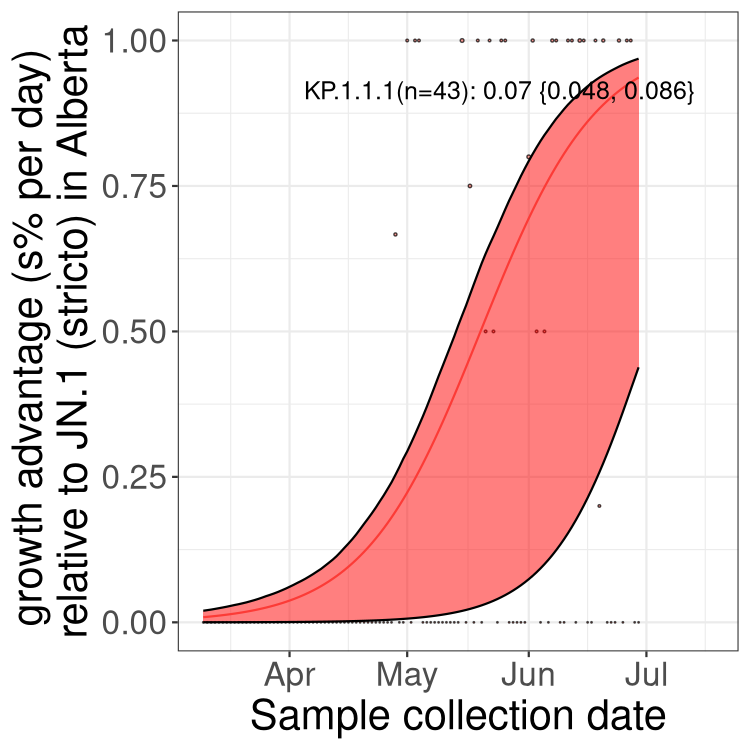 growth advantage (s% per day)
relative to JN.1 (stricto) in Alberta
1.00
0.75
0.50
0.25
0.00
KP.1.1.1(n=43): 0.07 {0.048, 0.086}
Apr May Jun Jul
Sample collection date